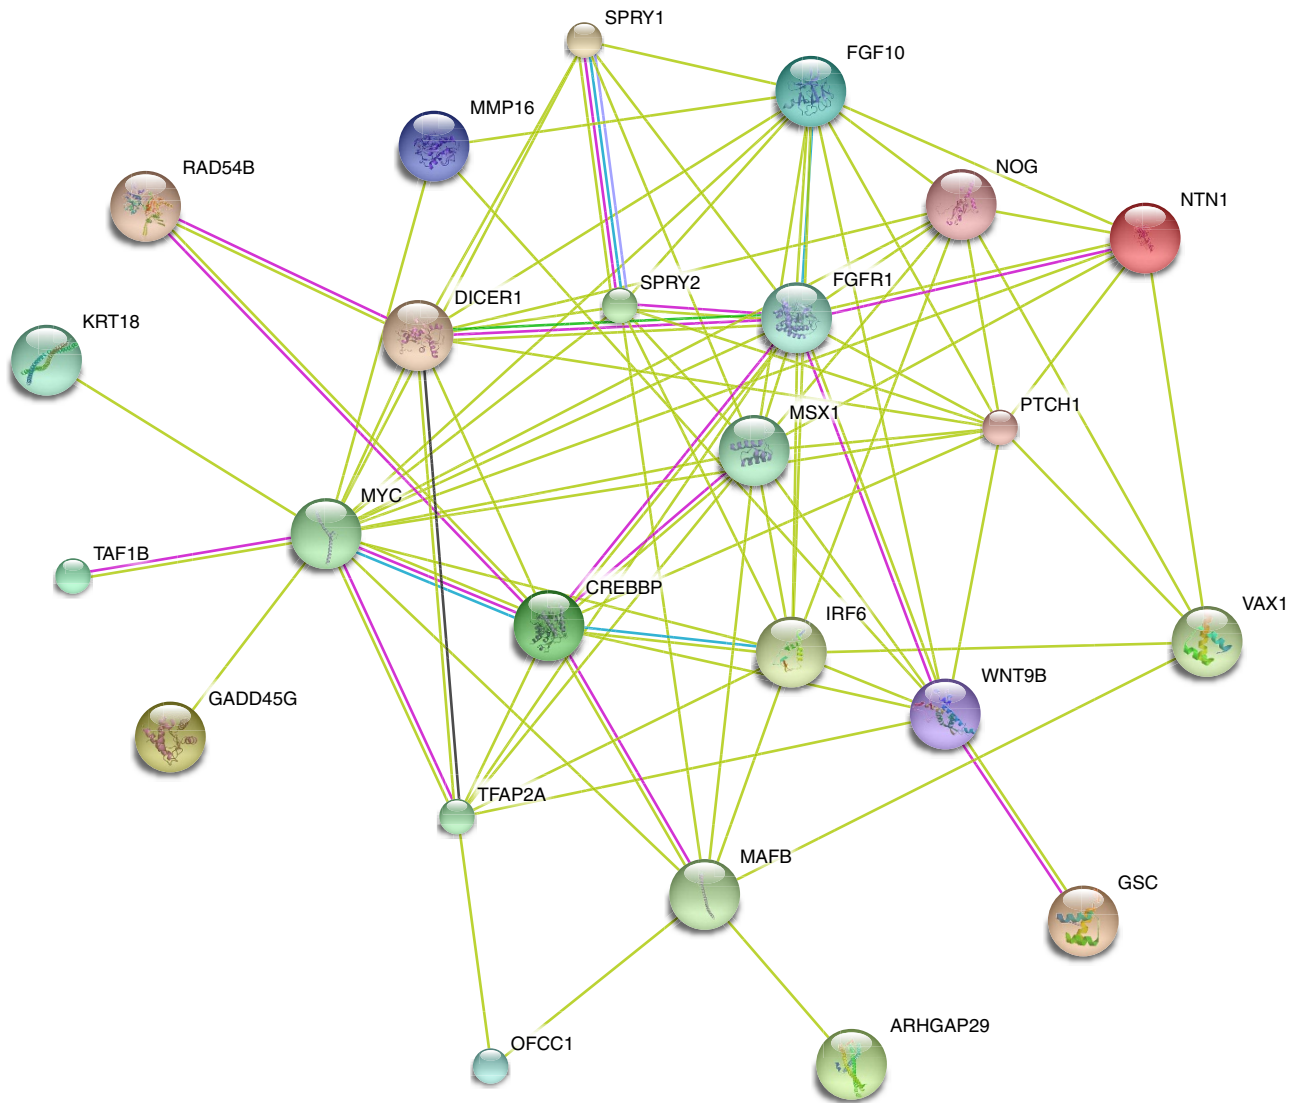 SPRY1
FGF10
MMP16
RAD54B
NOG
NTN1
SPRY2
FGFR1
DICER1
KRT18
PTCH1
MSX1
MYC
TAF1B
CREBBP
IRF6
VAX1
WNT9B
GADD45G
TFAP2A
MAFB
GSC
ARHGAP29
OFCC1